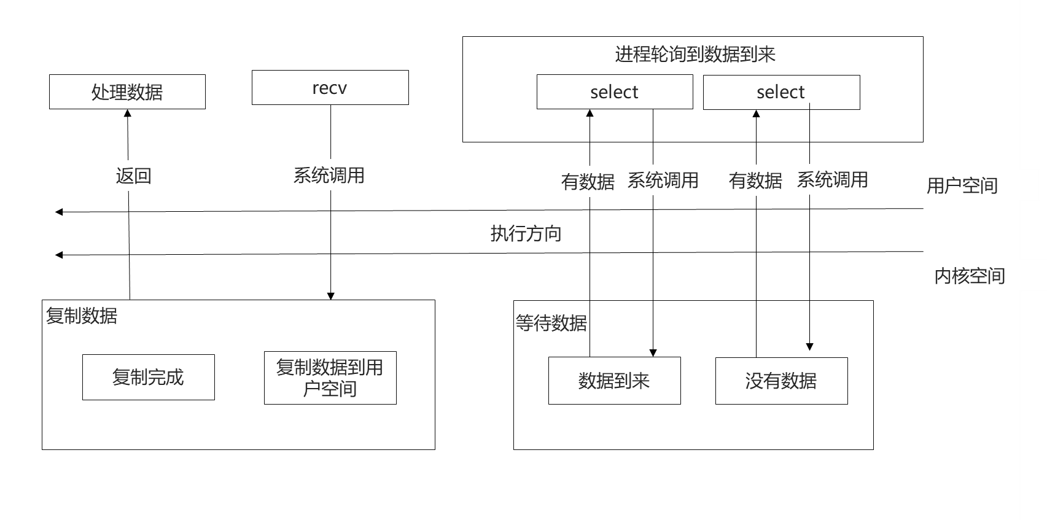 进程轮询到数据到来
处理数据
recv
select
select
返回
系统调用
有数据
系统调用
有数据
系统调用
用户空间
执行方向
内核空间
复制数据
等待数据
复制完成
复制数据到用
户空间
数据到来
没有数据